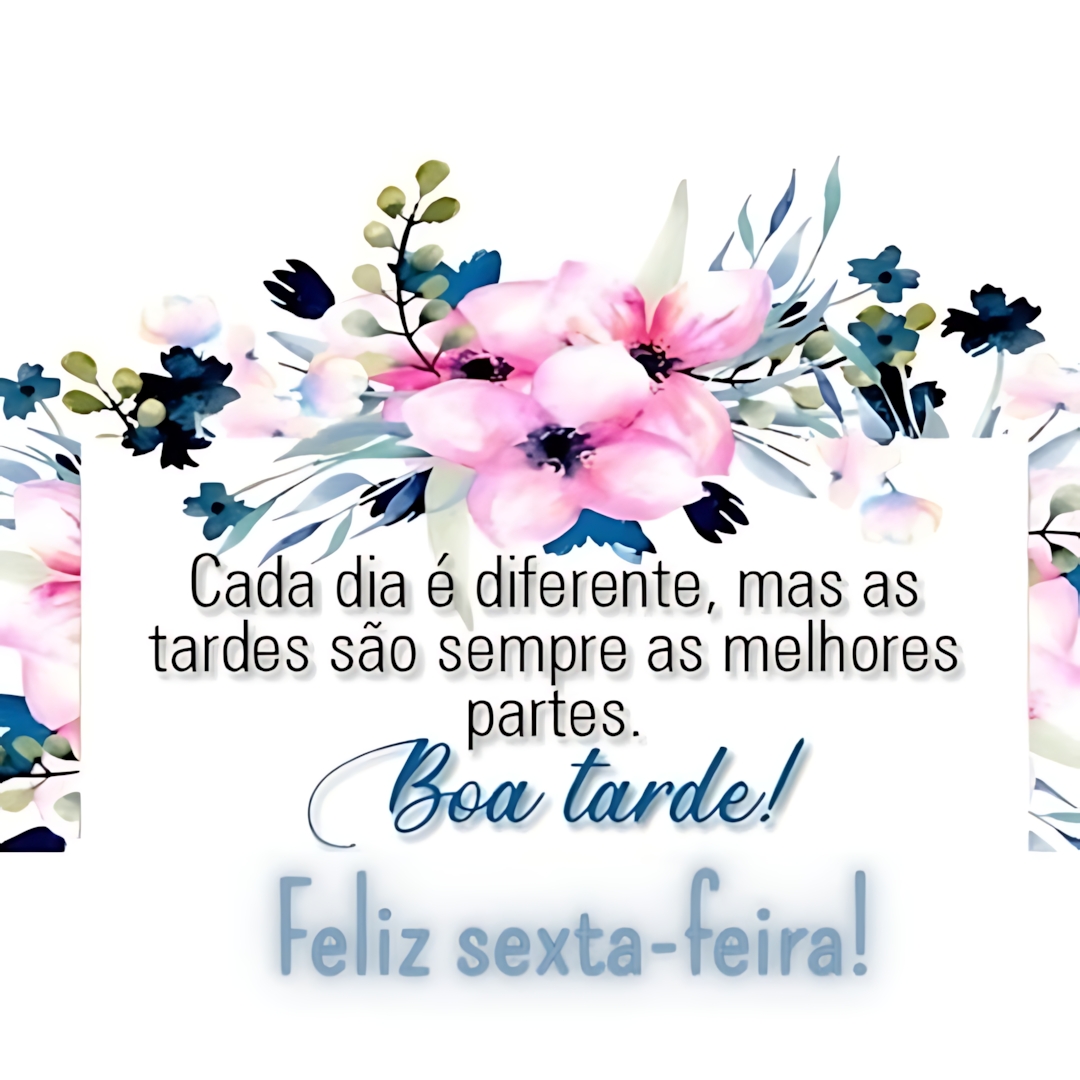 Cada dia é diferente, mas as
tardes são sempre as melhores
partes.
Boa tarde!
Feliz sexta-feira!